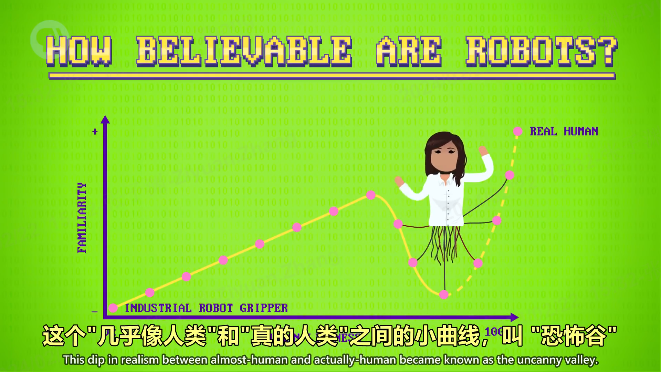 HOW BELIEVABLE ARE ROBOTS?
+
REAL HUMAN
FAMILIARITY
–
INDUSTRIAL ROBOT GRIPPER
100
这个"几乎像人类"和"真的人类"之间的小曲线，叫 "恐怖谷"
This dip in realism between almost-human and actually-human became known as the uncanny valley.